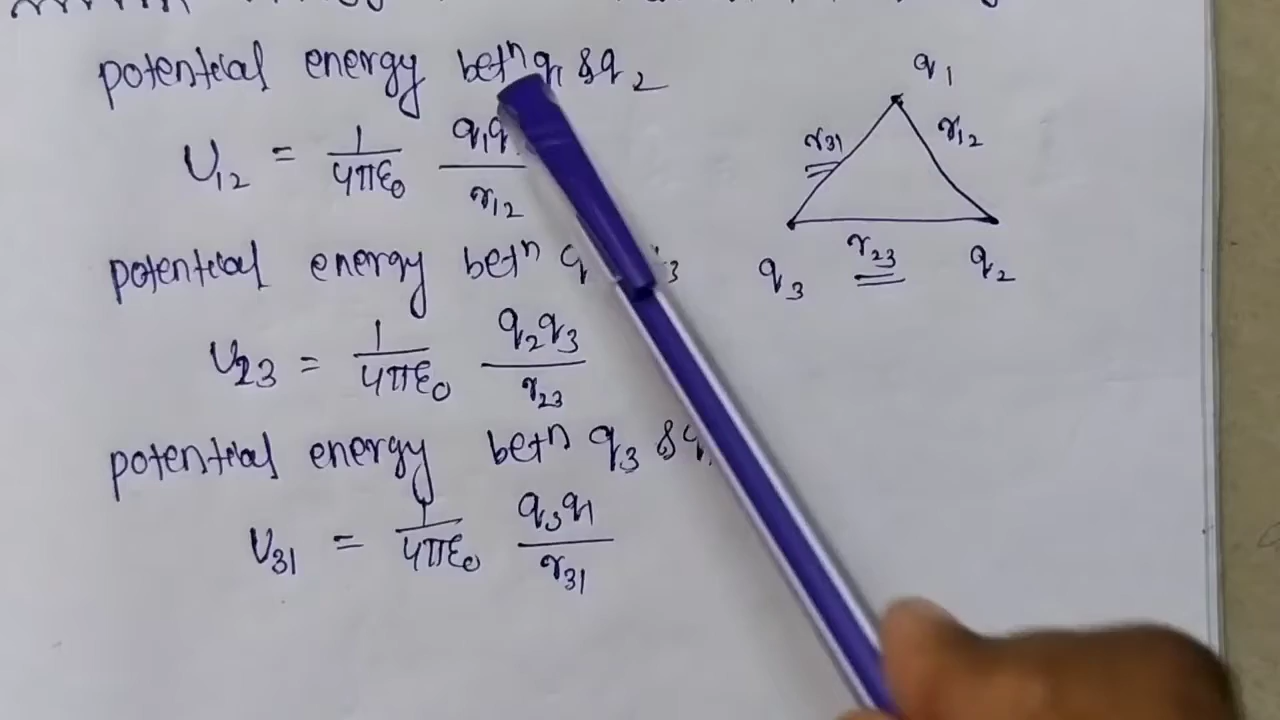 potential energy betⁿ q1 & q2
U12 = 1/4πε0 q1q /r12
potential energy betⁿ q 3
U23 = 1/4πε0 q2q3/r23
potential energy betⁿ q3 & q
U31 = 1/4πε0 q3q1/r31
q1
r31 r12
r23
q3 q2